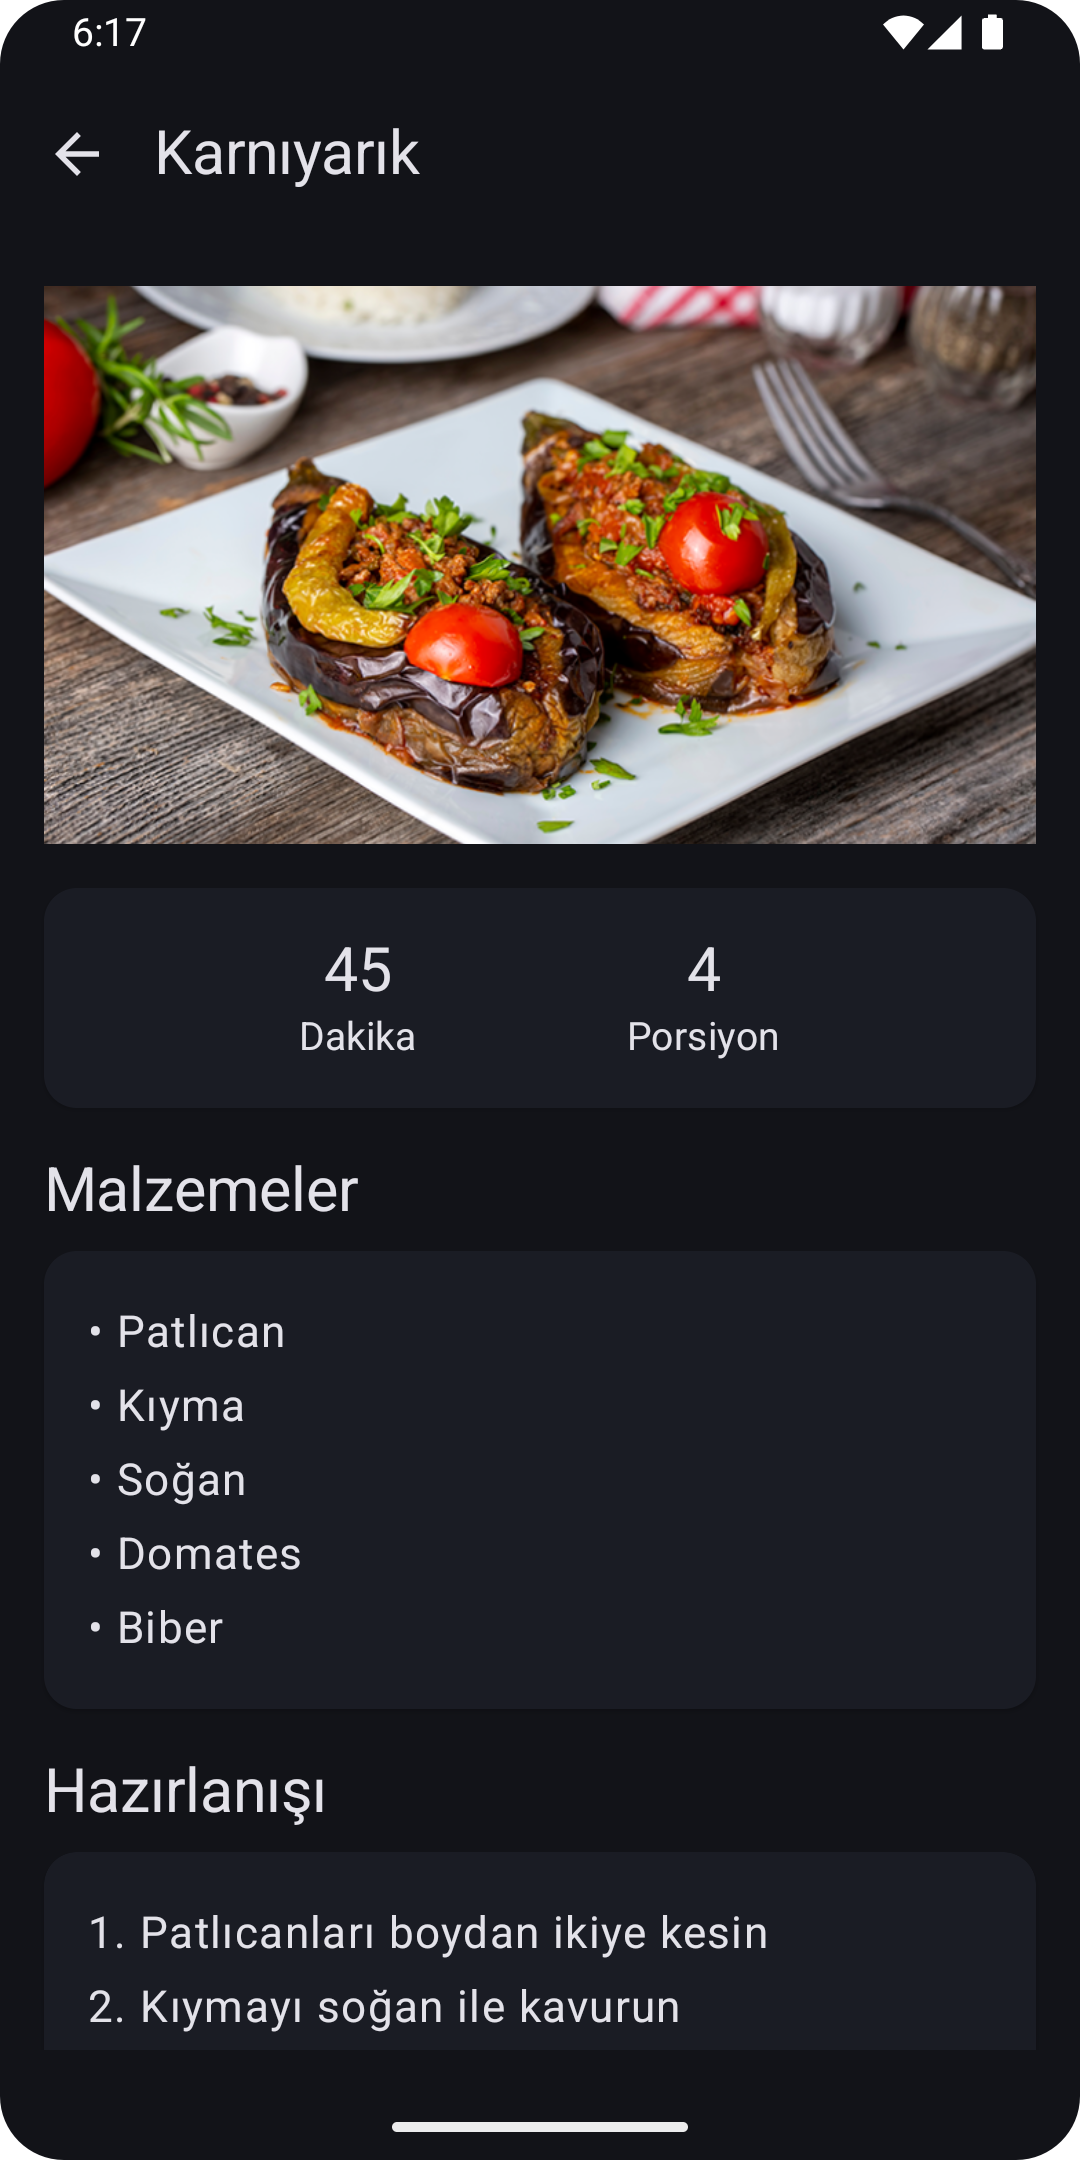 6:17
Karnıyarık
45
4
Dakika
Porsiyon
Malzemeler
• Patlıcan
• Kıyma
• Soğan
• Domates
• Biber
Hazırlanışı
1. Patlıcanları boydan ikiye kesin
2. Kıymayı soğan ile kavurun